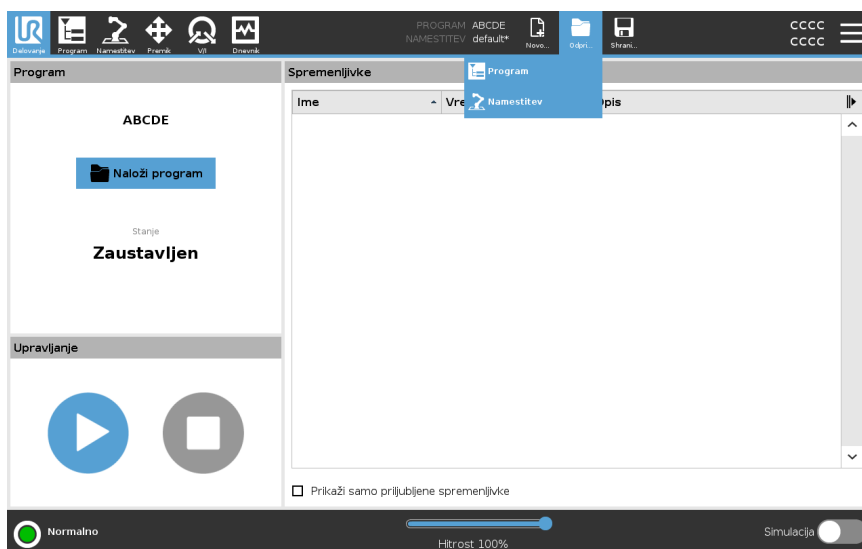 UR
PROGRAM ABCDE
NAMESTITEV default*
CCCC
CCCC
Delovanje Program Namestitev Premik V/I Dnevnik Novo... Odpri... Shrani...
Program
Spremenljivke
Program
Namestitev
Ime Vre pis
ABCDE
Naloži program
Stanje
Zaustavljen
Upravljanje
Prikaži samo priljubljene spremenljivke
Normalno
Hitrost 100%
Simulacija